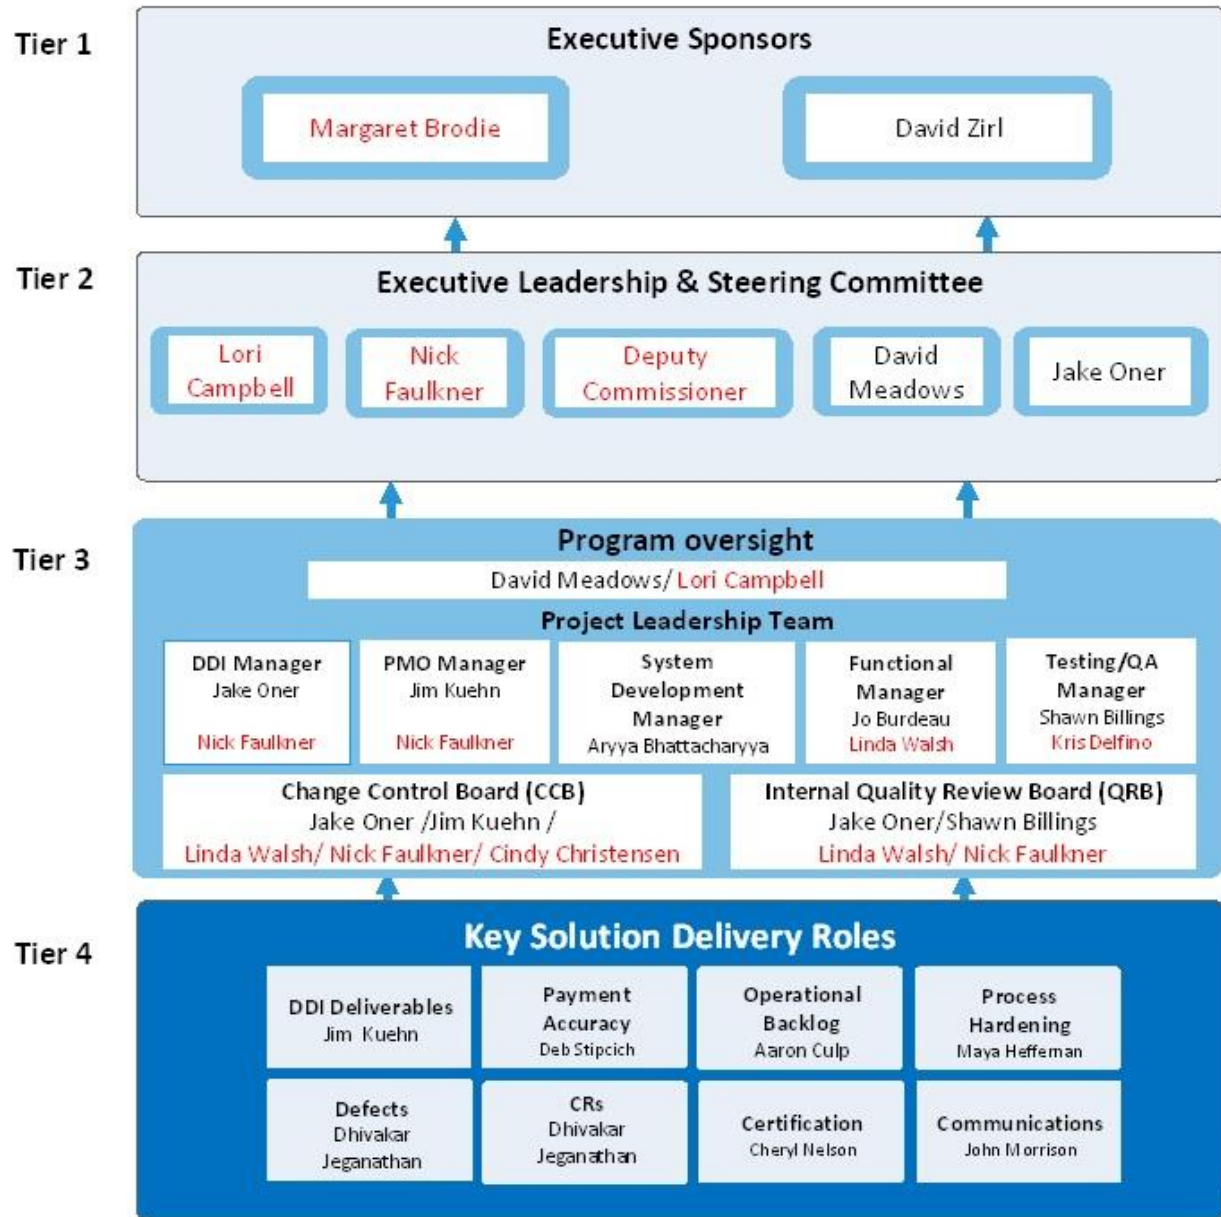 Tier 1
Executive Sponsors
Margaret Brodie
David Zirl
Tier 2
Executive Leadership & Steering Committee
Lori
Campbell
Nick
Faulkner
Deputy
Commissioner
David
Meadows
Jake Oner
Tier 3
Program oversight
David Meadows/ Lori Campbell
Project Leadership Team
DDI Manager
Jake Oner
Nick Faulkner
PMO Manager
Jim Kuehn
Nick Faulkner
System
Development
Manager
Aryya Bhattacharyya
Functional
Manager
Jo Burdeau
Linda Walsh
Testing/QA
Manager
Shawn Billings
Kris Delfino
Change Control Board (CCB)
Jake Oner /Jim Kuehn /
Linda Walsh/ Nick Faulkner/ Cindy Christensen
Internal Quality Review Board (QRB)
Jake Oner/Shawn Billings
Linda Walsh/ Nick Faulkner
Tier 4
Key Solution Delivery Roles
DDI Deliverables
Jim Kuehn
Payment
Accuracy
Deb Stipcich
Operational
Backlog
Aaron Culp
Process
Hardening
Maya Heffernan
Defects
Dhivakar
Jeganathan
CRs
Dhivakar
Jeganathan
Certification
Cheryl Nelson
Communications
John Morrison